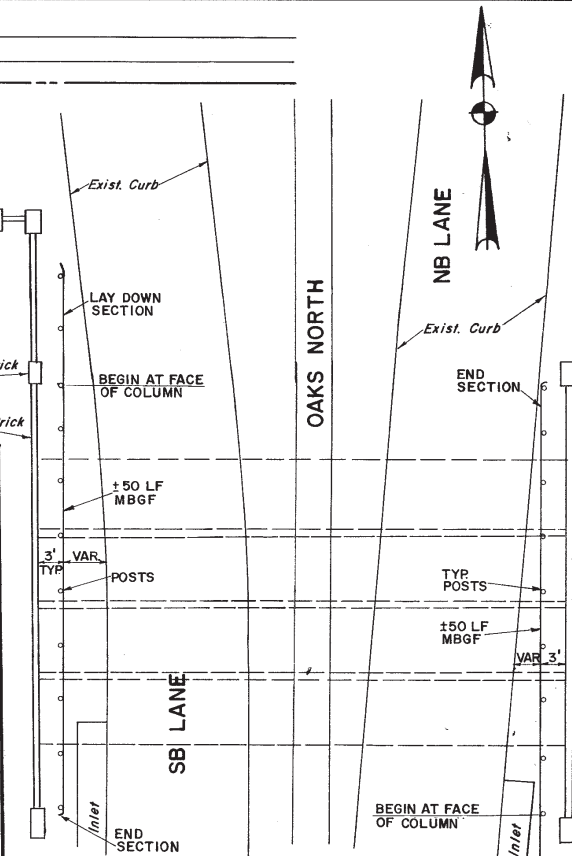 Exist. Curb
NB LANE
LAY DOWN
SECTION
OAKS NORTH
Exist. Curb
BEGIN AT FACE
OF COLUMN
END
SECTION
±50 LF
MBGF
3'
TYP.
VAR.
POSTS
TYP.
POSTS
±50 LF
MBGF
VAR.
3'
SB LANE
Inlet
END
SECTION
BEGIN AT FACE
OF COLUMN
Inlet